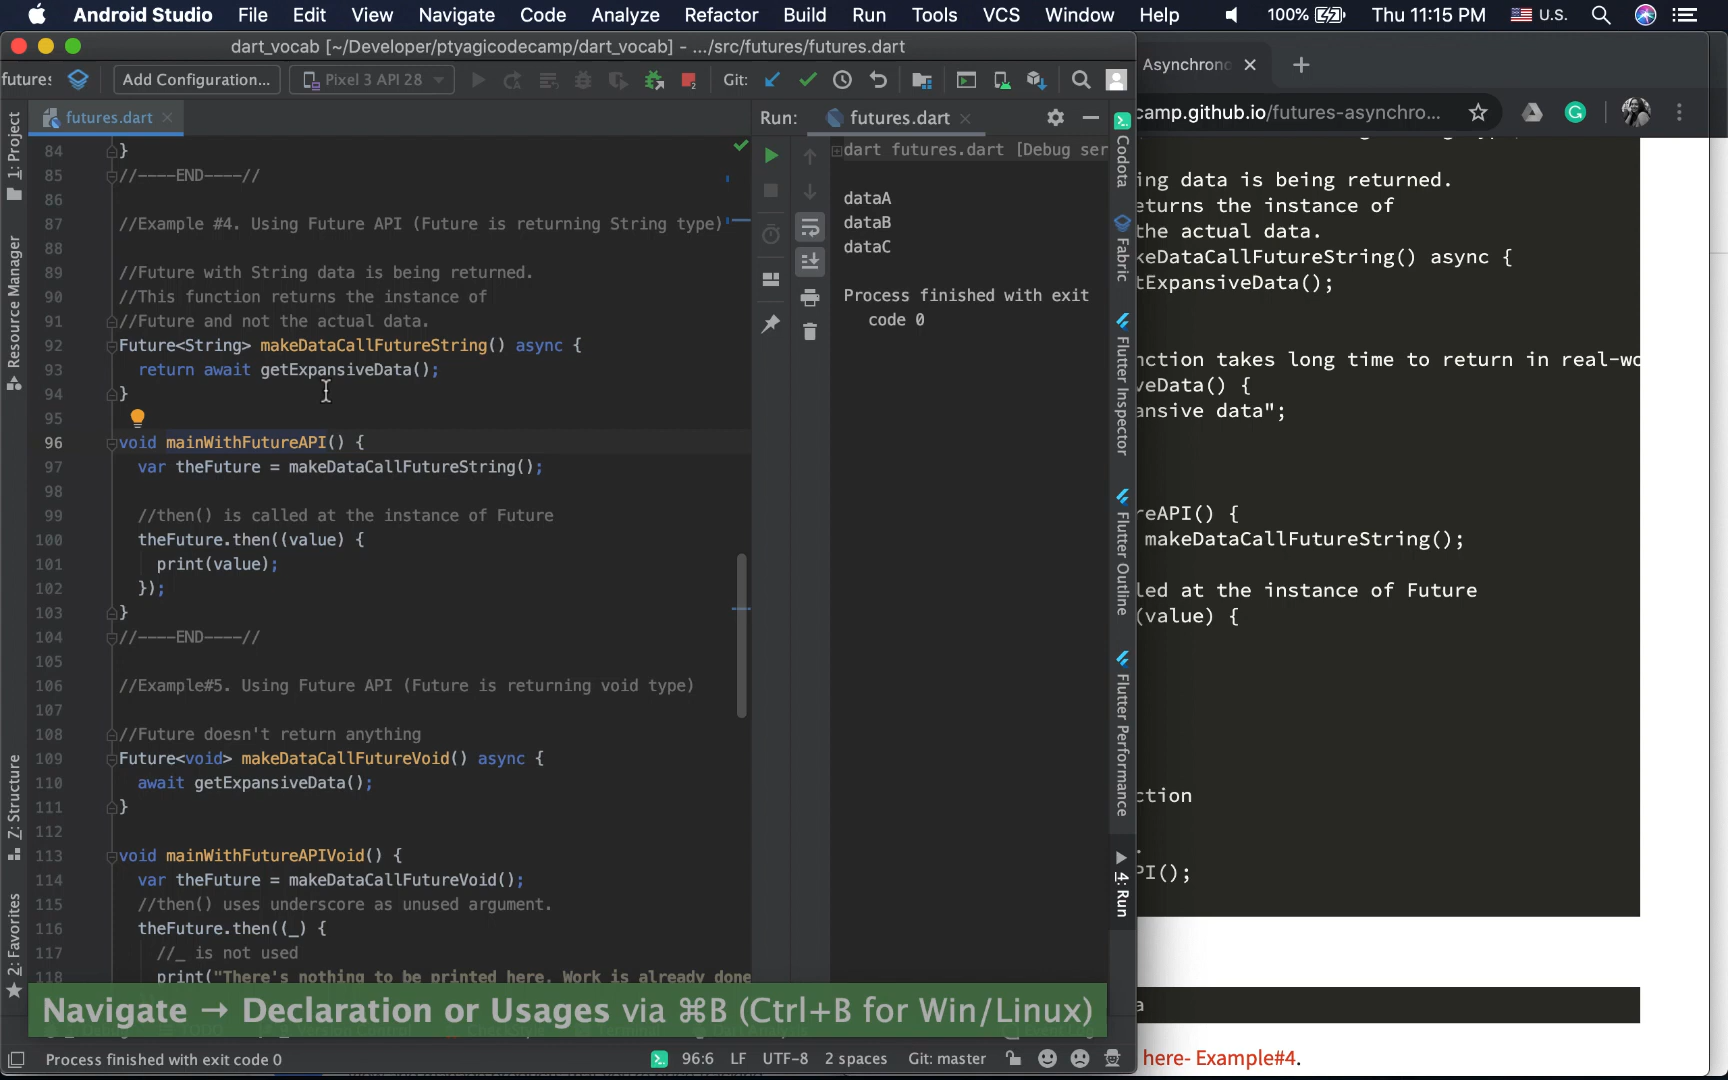 Android Studio File Edit View Navigate Code Analyze Refactor Build Run Tools VCS Window Help 100% Thu 11:15 PM U.S.
dart_vocab [~/Developer/ptyagicodecamp/dart_vocab] - .../src/futures/futures.dart
Asynchrono
futures Add Configuration... Pixel 3 API 28 Git:
camp.github.io/futures-asynchro...
futures.dart
Run: futures.dart
1: Project
Resource Manager
Z: Structure
2: Favorites
84 }
85 //----END----//
86
87 //Example #4. Using Future API (Future is returning String type)
88
89 //Future with String data is being returned.
90 //This function returns the instance of
91 //Future and not the actual data.
92 Future<String> makeDataCallFutureString() async {
93 return await getExpansiveData();
94 }
95
96 void mainWithFutureAPI() {
97 var theFuture = makeDataCallFutureString();
98
99 //then() is called at the instance of Future
100 theFuture.then((value) {
101 print(value);
102 });
103 }
104 //----END----//
105
106 //Example#5. Using Future API (Future is returning void type)
107
108 //Future doesn't return anything
109 Future<void> makeDataCallFutureVoid() async {
110 await getExpansiveData();
111 }
112
113 void mainWithFutureAPIVoid() {
114 var theFuture = makeDataCallFutureVoid();
115 //then() uses underscore as unused argument.
116 theFuture.then((_) {
117 //_ is not used
118 print("There's nothing to be printed here. Work is already done
dart futures.dart [Debug ser
dataA
dataB
dataC
Process finished with exit
code 0
Codota
Fabric
Flutter Inspector
Flutter Outline
Flutter Performance
4: Run
ing data is being returned.
eturns the instance of
the actual data.
keDataCallFutureString() async {
tExpansiveData();
nction takes long time to return in real-wo
veData() {
ansive data";
reAPI() {
makeDataCallFutureString();
led at the instance of Future
(value) {
ction
.
PI();
a
here- Example#4.
Navigate → Declaration or Usages via ⌘B (Ctrl+B for Win/Linux)
Process finished with exit code 0 96:6 LF UTF-8 2 spaces Git: master